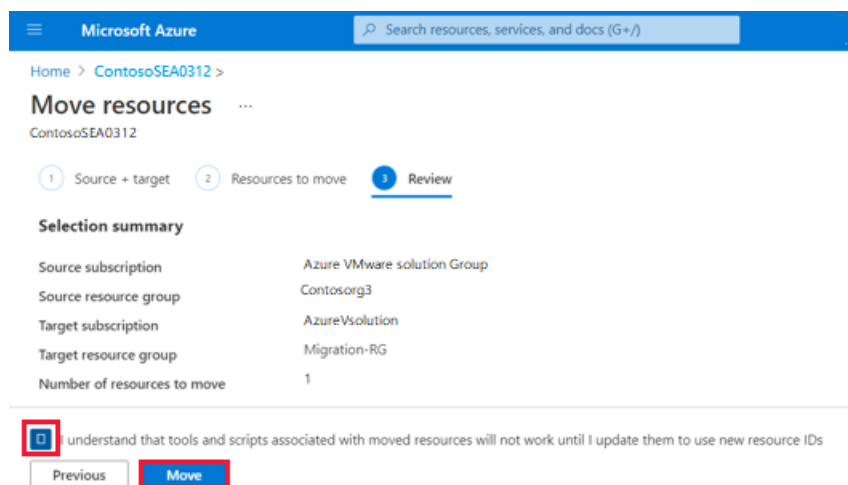 Microsoft Azure Search resources, services, and docs (G+/)
Home > ContosoSEA0312 >
Move resources ...
ContosoSEA0312
1 Source + target 2 Resources to move 3 Review
Selection summary
Source subscription Azure VMware solution Group
Source resource group Contosorg3
Target subscription AzureVsolution
Target resource group Migration-RG
Number of resources to move 1
I understand that tools and scripts associated with moved resources will not work until I update them to use new resource IDs
Previous Move